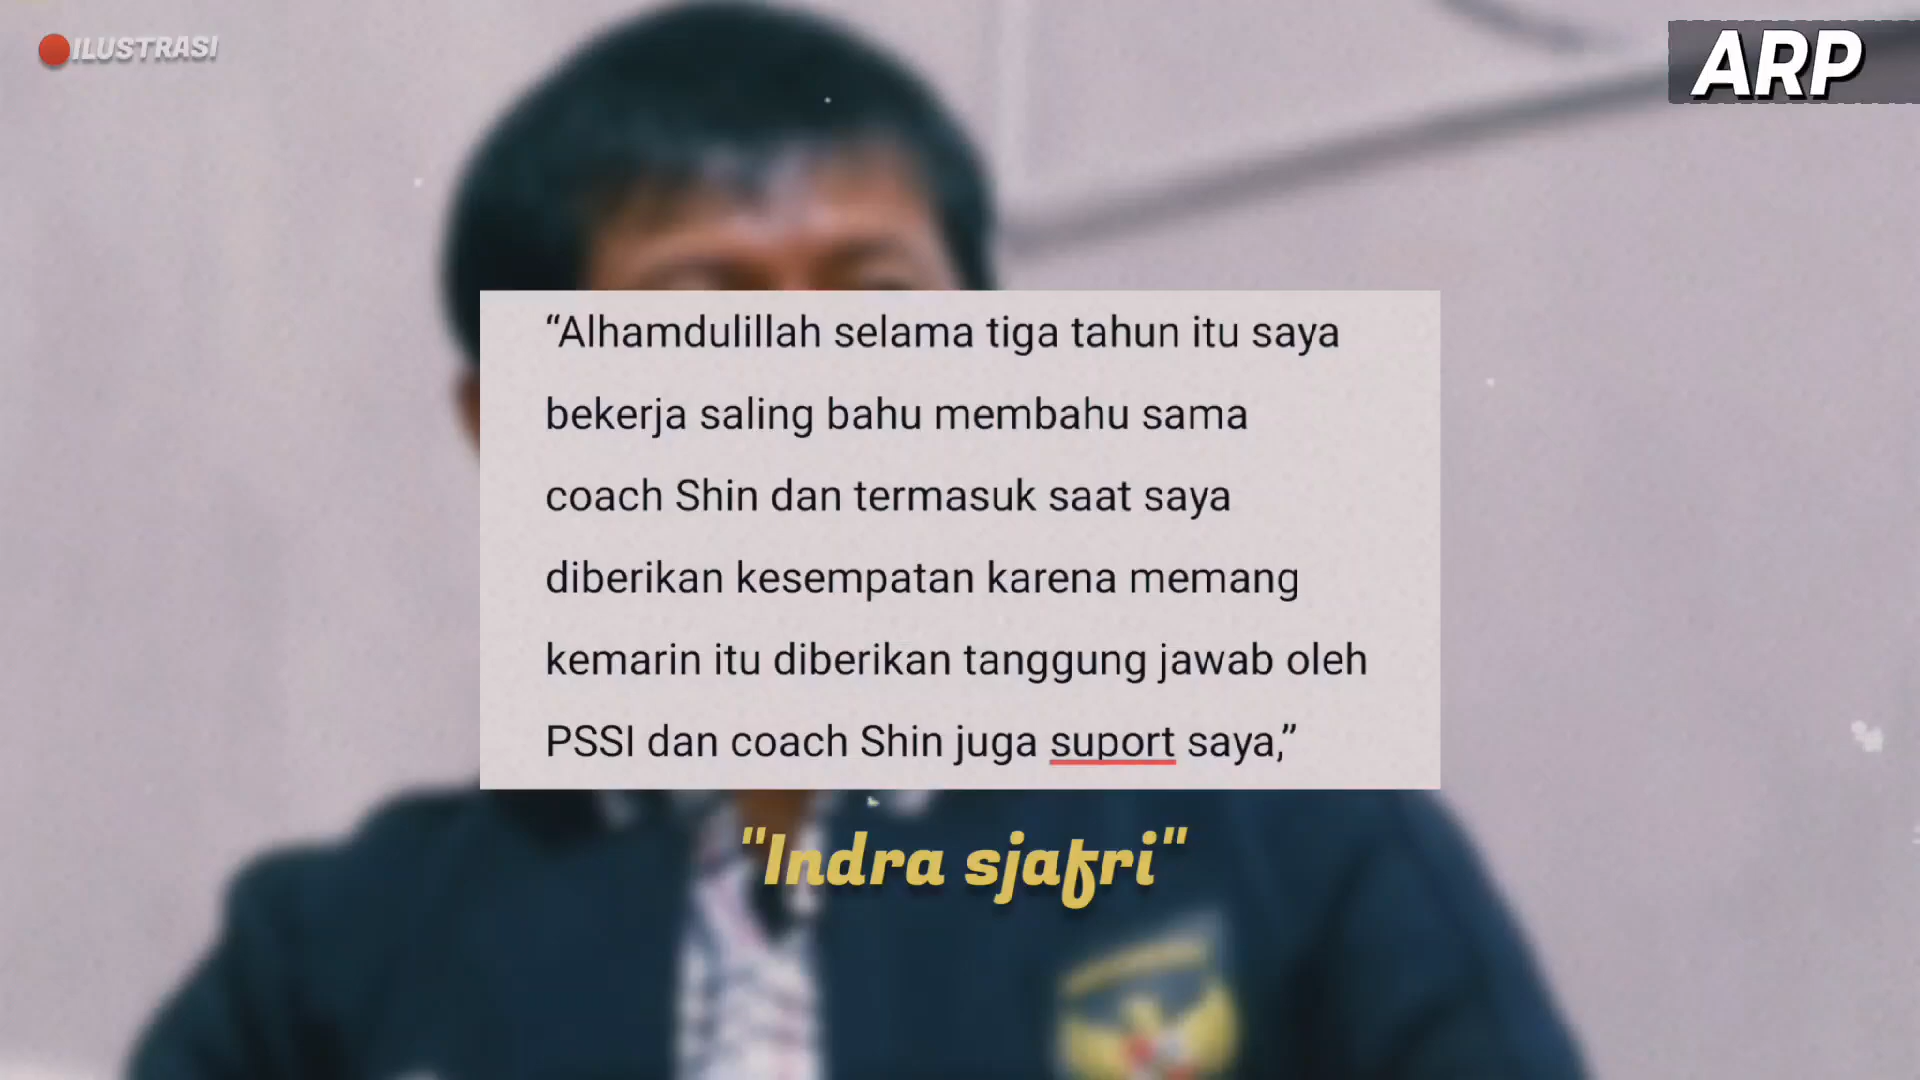 ILUSTRASI
ARP
“Alhamdulillah selama tiga tahun itu saya
bekerja saling bahu membahu sama
coach Shin dan termasuk saat saya
diberikan kesempatan karena memang
kemarin itu diberikan tanggung jawab oleh
PSSI dan coach Shin juga suport saya,”
"Indra sjafri"